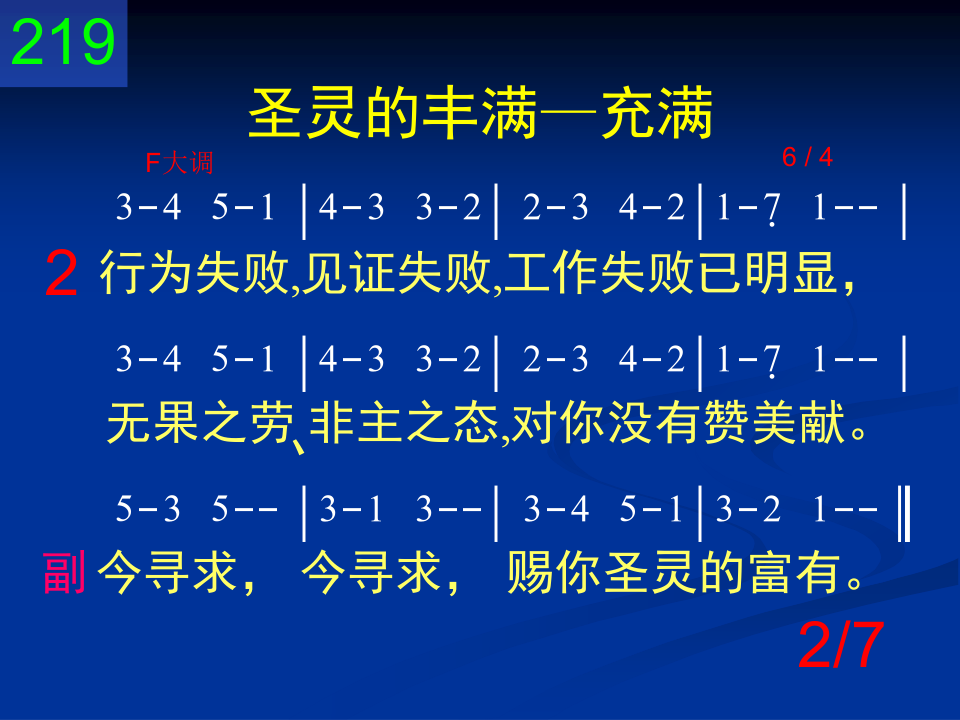 219
圣灵的丰满—充满
F大调 6 / 4
3-4 5-1 | 4-3 3-2 | 2-3 4-2 | 1-7̣ 1-- |
2 行为失败,见证失败,工作失败已明显，
3-4 5-1 | 4-3 3-2 | 2-3 4-2 | 1-7̣ 1-- |
无果之劳、非主之态,对你没有赞美献。
5-3 5-- | 3-1 3-- | 3-4 5-1 | 3-2 1-- ‖
副 今寻求， 今寻求， 赐你圣灵的富有。
2/7